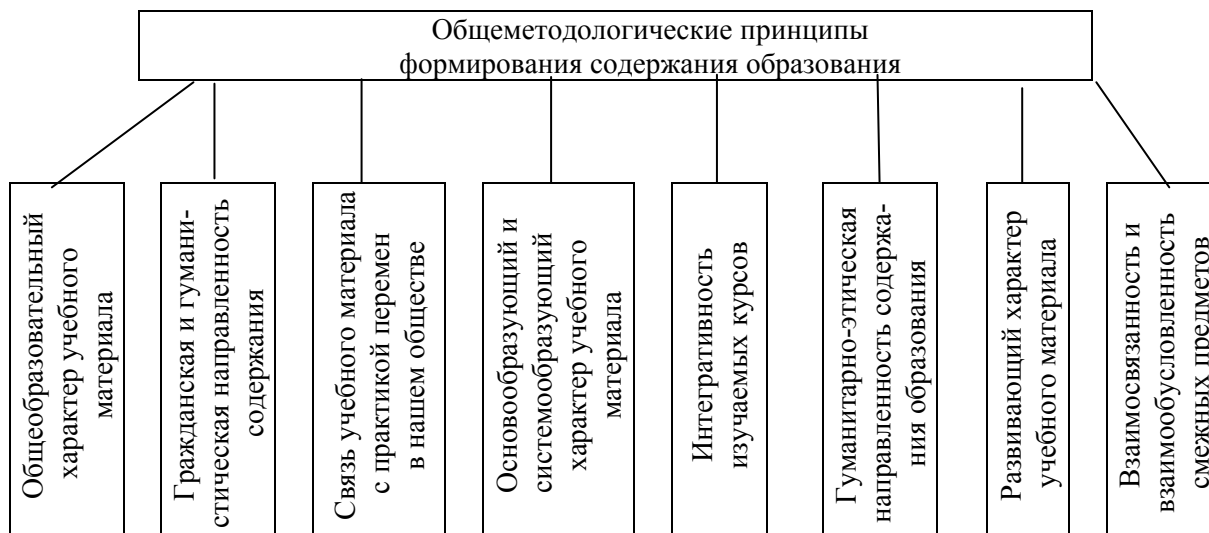 Общеметодологические принципы
формирования содержания образования
Общеобразовательный
характер учебного
материала
Гражданская и гумани-
стическая направленность
содержания
Связь учебного материала
с практикой перемен
в нашем обществе
Основообразующий и
системообразующий
характер учебного
материала
Интегративность
изучаемых курсов
Гуманитарно-этическая
направленность содержа-
ния образования
Развивающий характер
учебного материала
Взаимосвязанность и
взаимообусловленность
смежных предметов